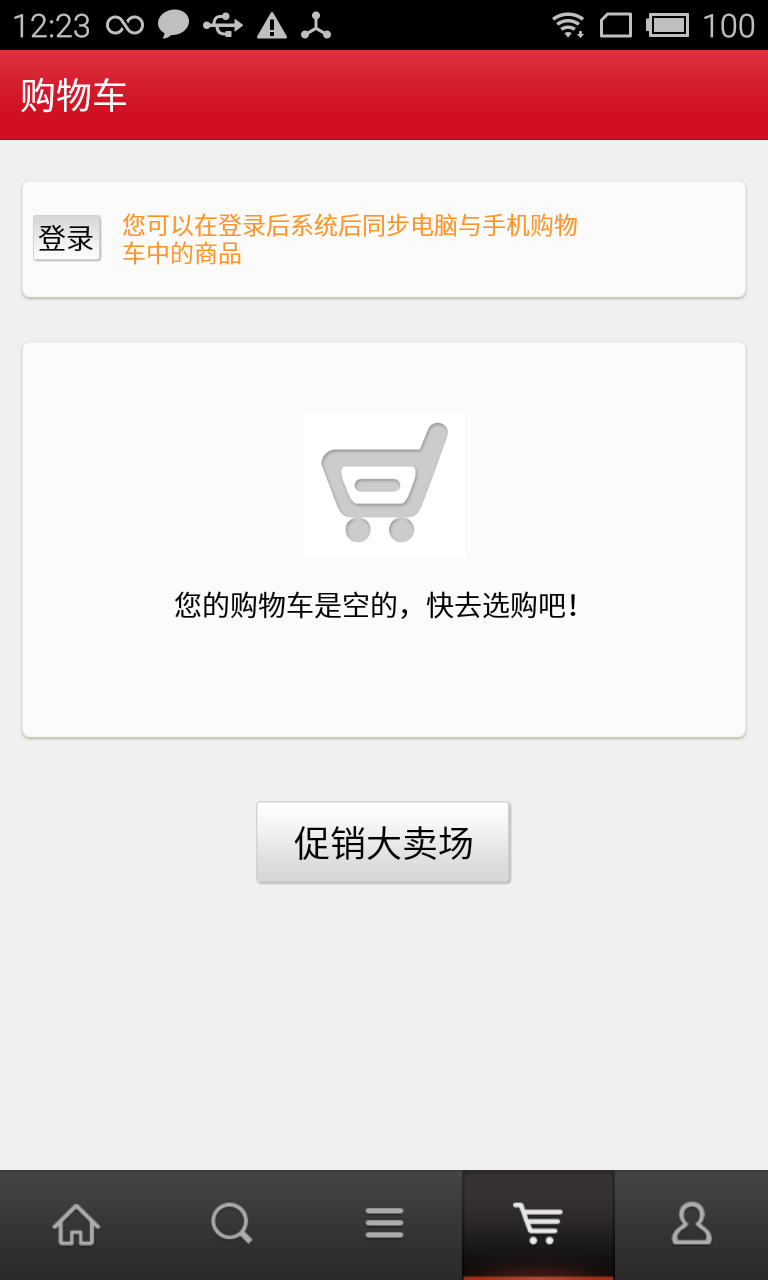 12:23
100
购物车
登录
您可以在登录后系统后同步电脑与手机购物
车中的商品
您的购物车是空的，快去选购吧！
促销大卖场